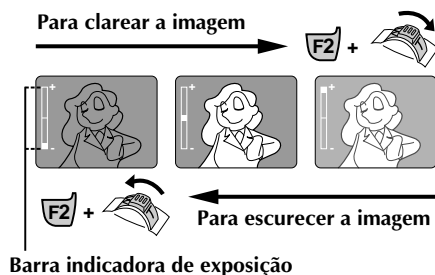 Para clarear a imagem
F2 +
+ + +
- - -
F2 +
Para escurecer a imagem
Barra indicadora de exposição